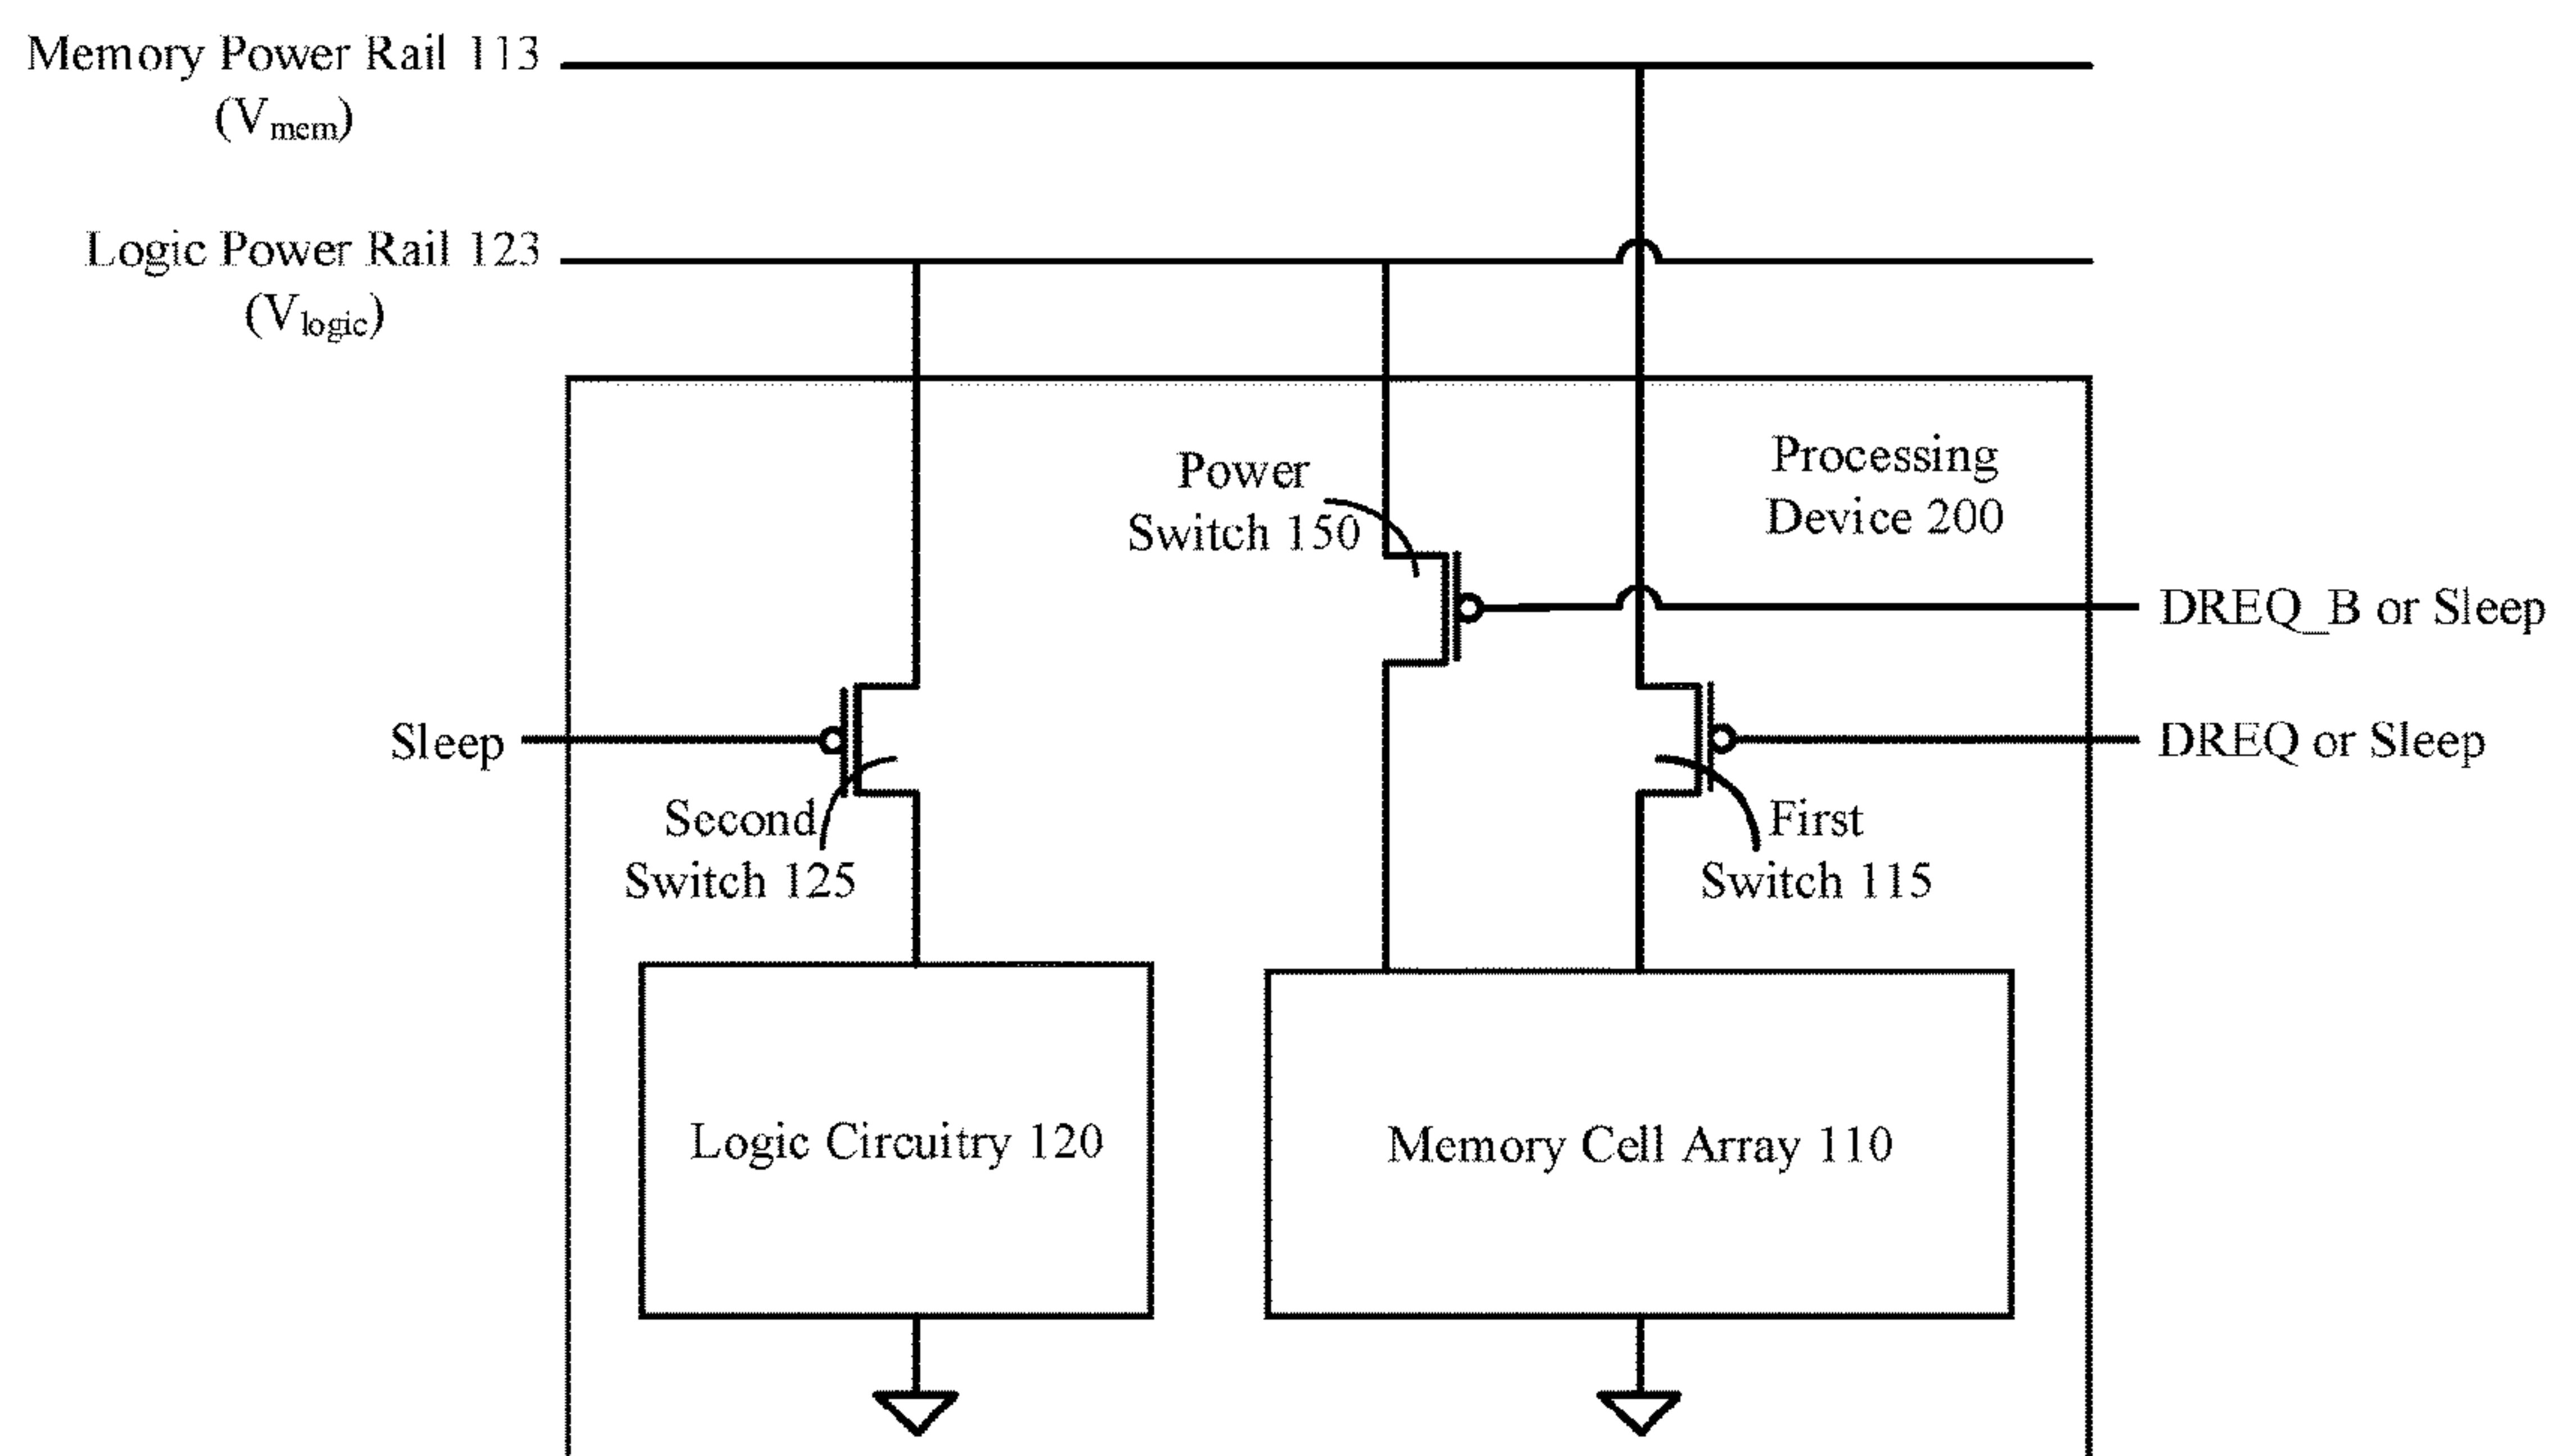 Memory Power Rail 113
(Vmem)
Logic Power Rail 123
(Vlogic)
Processing
Device 200
Power
Switch 150
DREQ_B or Sleep
Sleep
DREQ or Sleep
Second
Switch 125
First
Switch 115
Logic Circuitry 120
Memory Cell Array 110